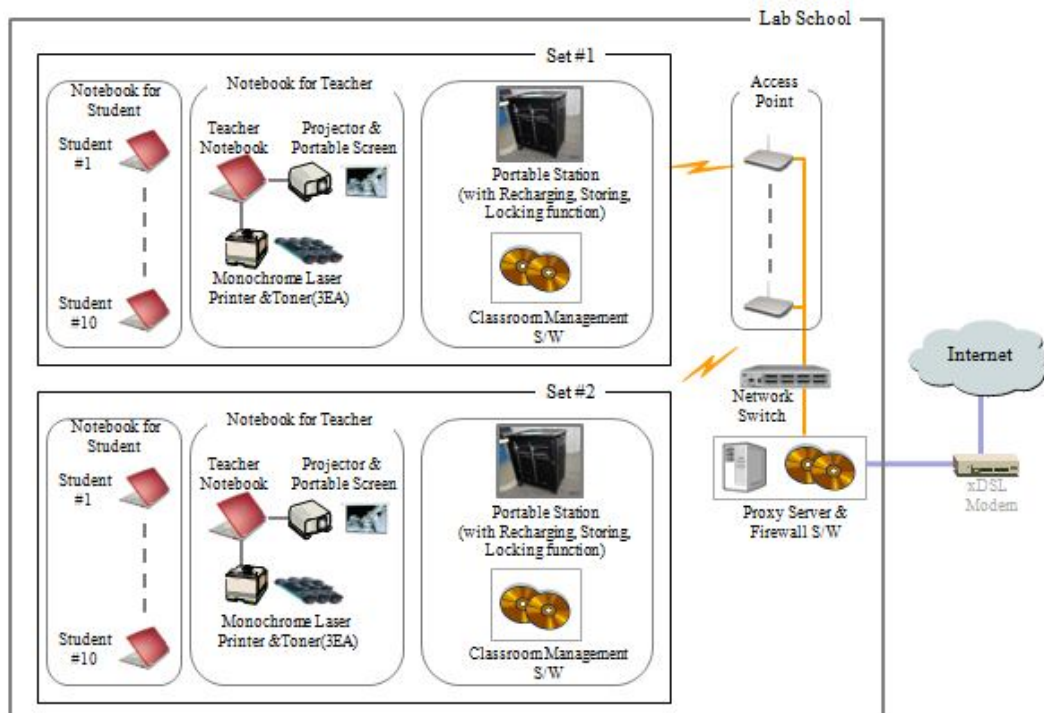 Lab School
Set #1
Notebook for
Student
Student
#1
Student
#10
Notebook for Teacher
Teacher
Notebook
Projector &
Portable Screen
Monochrome Laser
Printer &Toner(3EA)
Portable Station
(with Recharging, Storing,
Locking function)
Classroom Management
S/W
Access
Point
Network
Switch
Proxy Server &
Firewall S/W
Internet
xDSL
Modem
Set #2
Notebook for
Student
Student
#1
Student
#10
Notebook for Teacher
Teacher
Notebook
Projector &
Portable Screen
Monochrome Laser
Printer &Toner(3EA)
Portable Station
(with Recharging, Storing,
Locking function)
Classroom Management
S/W